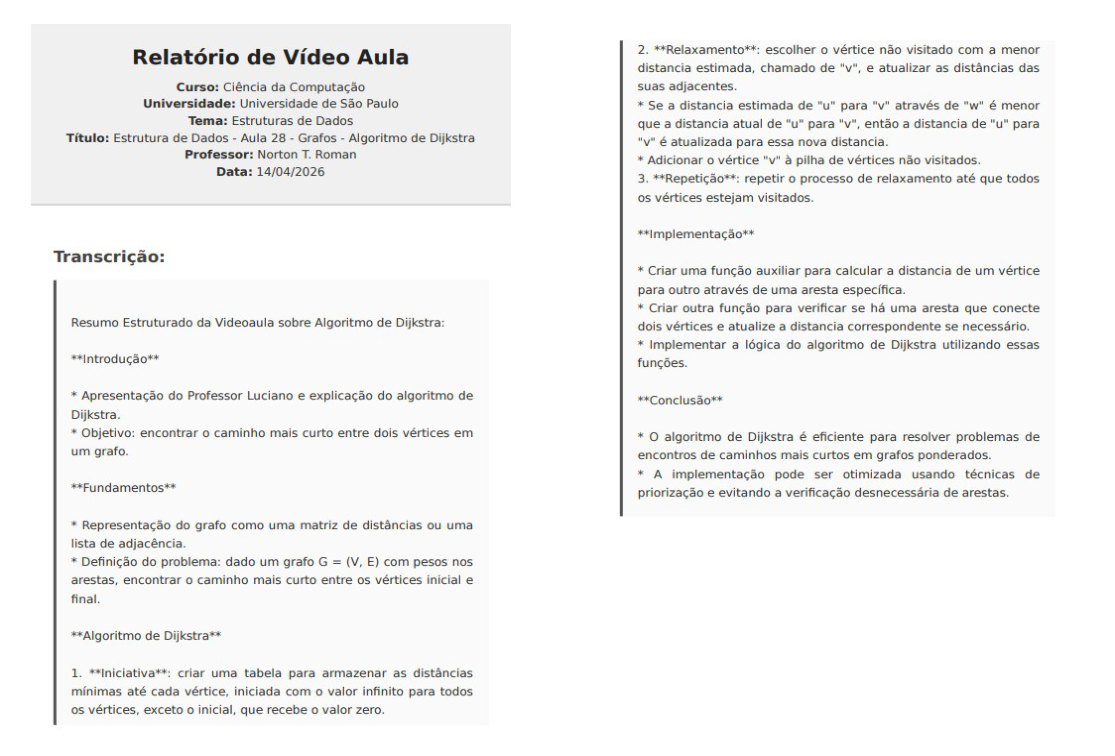 Relatório de Vídeo Aula
Curso: Ciência da Computação
Universidade: Universidade de São Paulo
Tema: Estruturas de Dados
Título: Estrutura de Dados - Aula 28 - Grafos - Algoritmo de Dijkstra
Professor: Norton T. Roman
Data: 14/04/2026
Transcrição:
Resumo Estruturado da Videoaula sobre Algoritmo de Dijkstra:
**Introdução**
* Apresentação do Professor Luciano e explicação do algoritmo de
Dijkstra.
* Objetivo: encontrar o caminho mais curto entre dois vértices em
um grafo.
**Fundamentos**
* Representação do grafo como uma matriz de distâncias ou uma
lista de adjacência.
* Definição do problema: dado um grafo G = (V, E) com pesos nos
arestas, encontrar o caminho mais curto entre os vértices inicial e
final.
**Algoritmo de Dijkstra**
1. **Iniciativa**: criar uma tabela para armazenar as distâncias
mínimas até cada vértice, iniciada com o valor infinito para todos
os vértices, exceto o inicial, que recebe o valor zero.
2. **Relaxamento**: escolher o vértice não visitado com a menor
distancia estimada, chamado de "v", e atualizar as distâncias das
suas adjacentes.
* Se a distancia estimada de "u" para "v" através de "w" é menor
que a distancia atual de "u" para "v", então a distancia de "u" para
"v" é atualizada para essa nova distancia.
* Adicionar o vértice "v" à pilha de vértices não visitados.
3. **Repetição**: repetir o processo de relaxamento até que todos
os vértices estejam visitados.
**Implementação**
* Criar uma função auxiliar para calcular a distancia de um vértice
para outro através de uma aresta específica.
* Criar outra função para verificar se há uma aresta que conecte
dois vértices e atualize a distancia correspondente se necessário.
* Implementar a lógica do algoritmo de Dijkstra utilizando essas
funções.
**Conclusão**
* O algoritmo de Dijkstra é eficiente para resolver problemas de
encontros de caminhos mais curtos em grafos ponderados.
* A implementação pode ser otimizada usando técnicas de
priorização e evitando a verificação desnecessária de arestas.